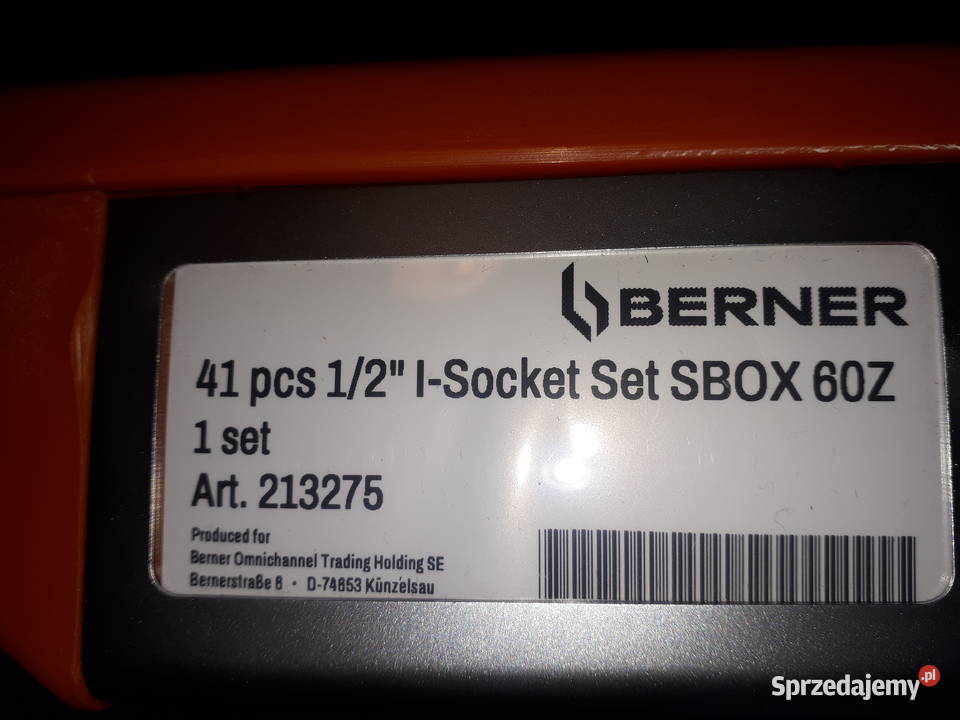 BERNER
41 pcs 1/2" I-Socket Set SBOX 60Z
1 set
Art. 213275
Produced for
Berner Omnichannel Trading Holding SE
Bernerstraße 6 • D-74653 Künzelsau
Sprzedajemy.pl